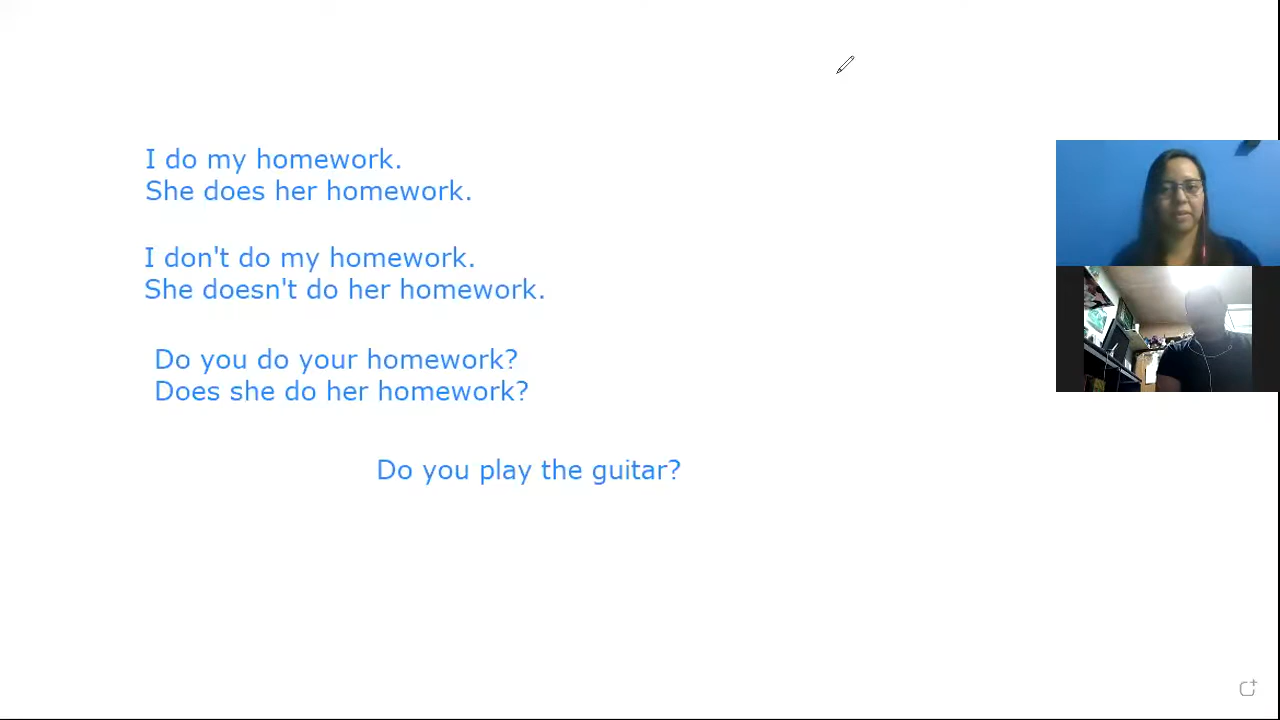 I do my homework.
She does her homework.
I don't do my homework.
She doesn't do her homework.
Do you do your homework?
Does she do her homework?
Do you play the guitar?